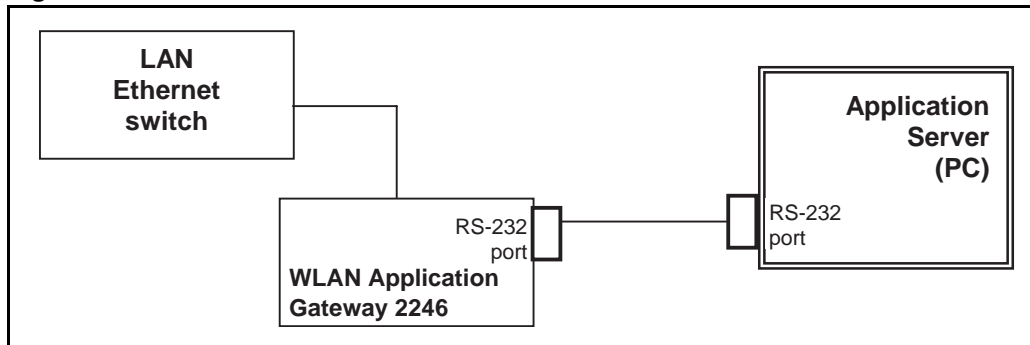 LAN
Ethernet
switch
Application
Server
(PC)
RS-232
port
RS-232
port
WLAN Application
Gateway 2246